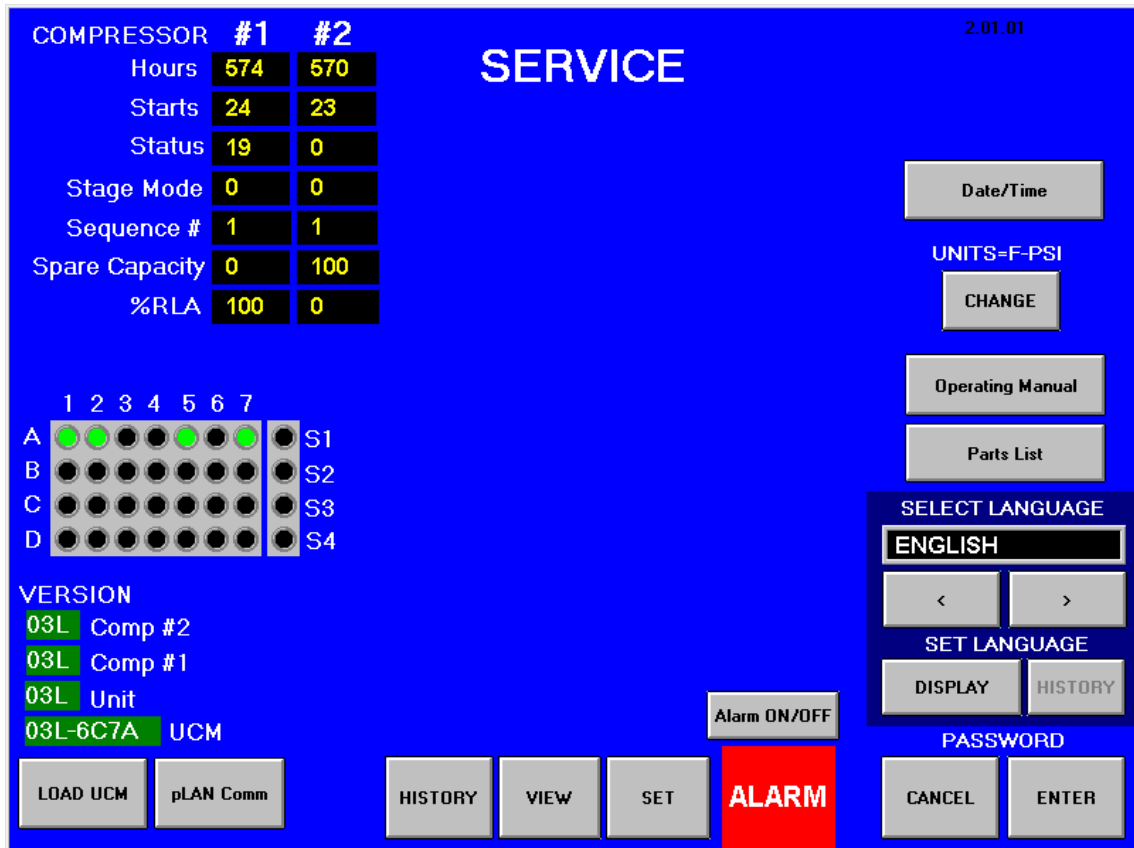 COMPRESSOR #1 #2
2.01.01
SERVICE
Hours 574 570
Starts 24 23
Status 19 0
Stage Mode 0 0
Sequence # 1 1
Spare Capacity 0 100
%RLA 100 0
Date/Time
UNITS=F-PSI
CHANGE
Operating Manual
Parts List
1 2 3 4 5 6 7
A S1
B S2
C S3
D S4
SELECT LANGUAGE
ENGLISH
< >
SET LANGUAGE
DISPLAY HISTORY
VERSION
03L Comp #2
03L Comp #1
03L Unit
03L-6C7A UCM
Alarm ON/OFF
PASSWORD
LOAD UCM pLAN Comm HISTORY VIEW SET ALARM CANCEL ENTER